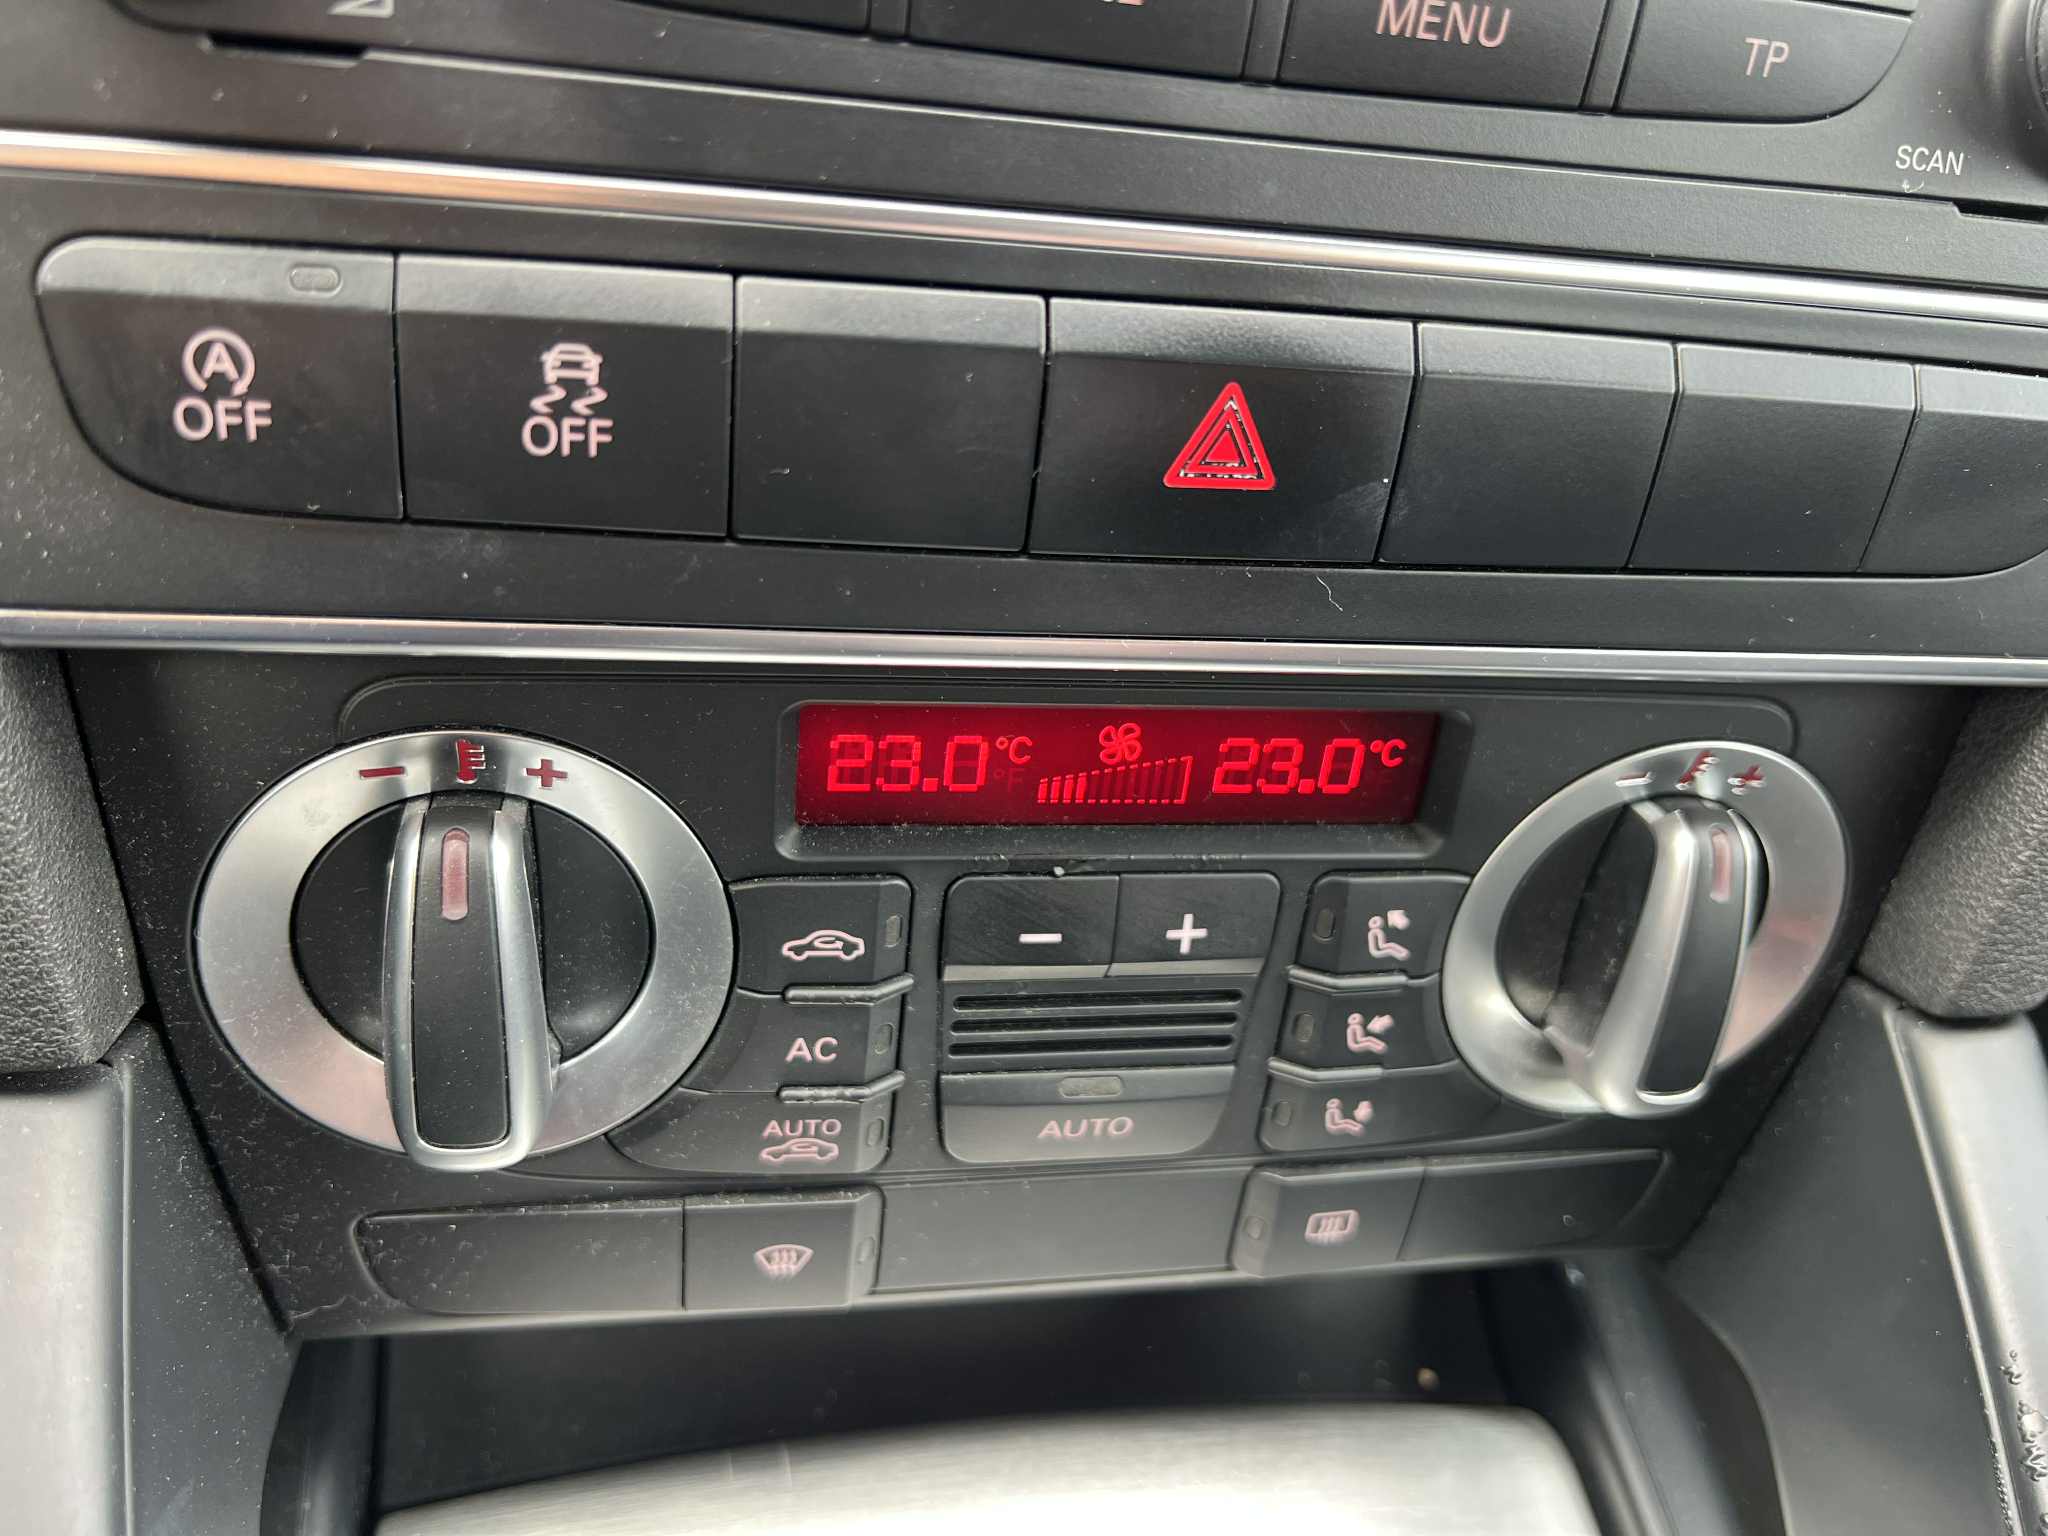 MENU
TP
SCAN
A
OFF
OFF
23.0°C
23.0°C
AC
AUTO
AUTO